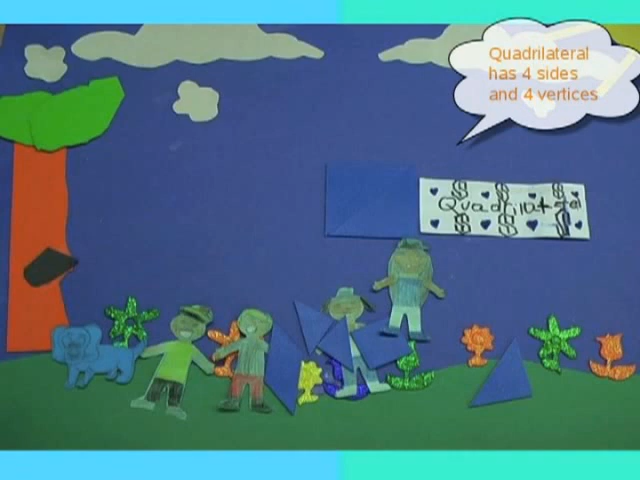 Quadrilateral
has 4 sides
and 4 vertices